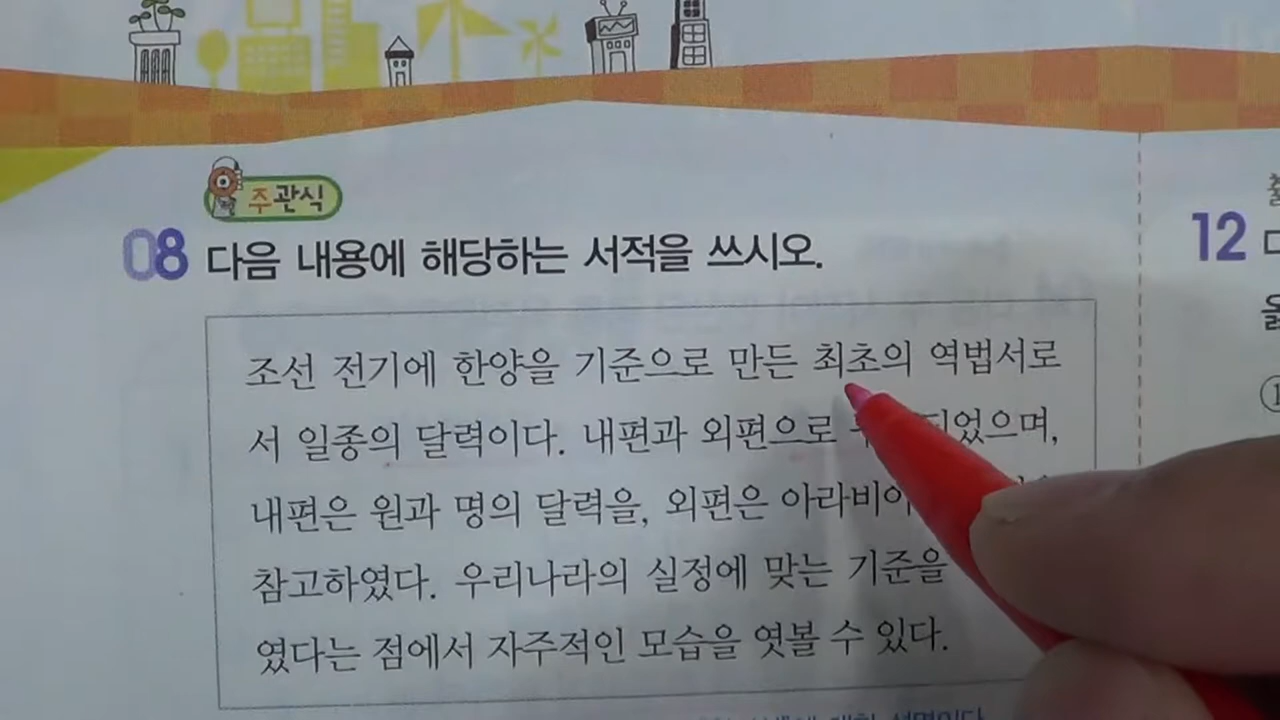 주관식
08 다음 내용에 해당하는 서적을 쓰시오.
조선 전기에 한양을 기준으로 만든 최초의 역법서로
서 일종의 달력이다. 내편과 외편으로 되었으며,
내편은 원과 명의 달력을, 외편은
참고하였다. 우리나라의 실정에 맞는 기준을
였다는 점에서 자주적인 모습을 엿볼 수 있다.
12